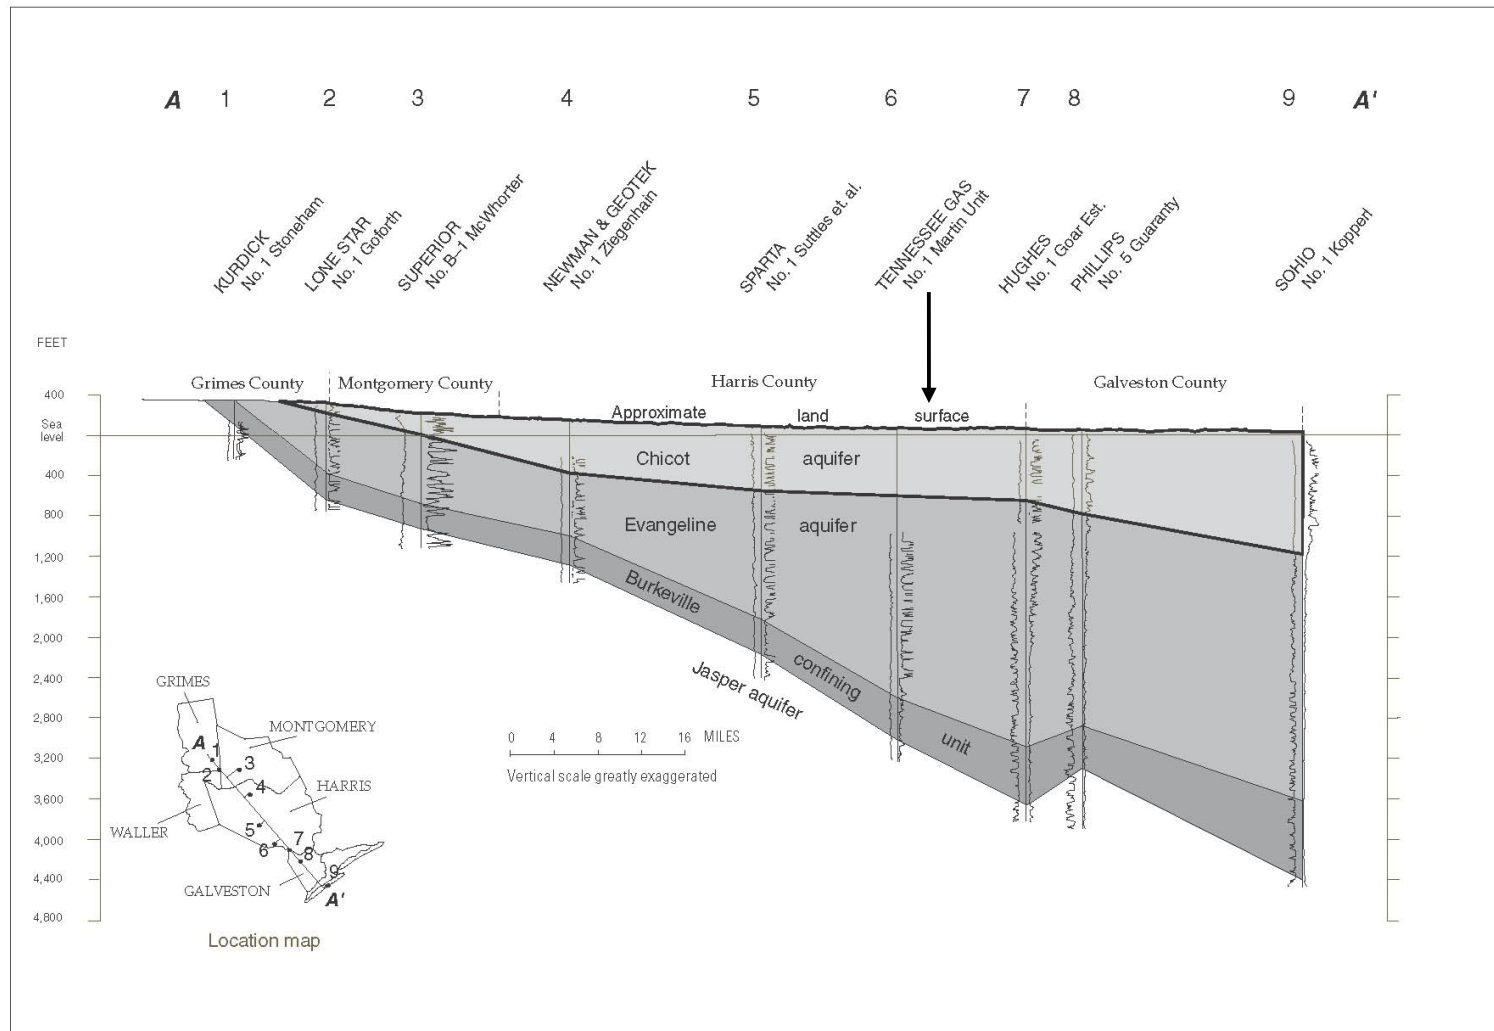 A 1 2 3 4 5 6 7 8 9 A'
KURDICK
No. 1 Stoneham
LONE STAR
No. 1 Goforth
SUPERIOR
No. B–1 McWhorter
NEWMAN & GEOTEK
No. 1 Ziegenhain
SPARTA
No. 1 Suttles et. al.
TENNESSEE GAS
No. 1 Martin Unit
HUGHES
No. 1 Goar Est.
PHILLIPS
No. 5 Guaranty
SOHIO
No. 1 Kopperl
FEET
Grimes County Montgomery County Harris County Galveston County
400
Approximate land surface
Sea
level
Chicot aquifer
400
800
Evangeline aquifer
1,200
Burkeville confining unit
1,600
2,000
Jasper aquifer
2,400
2,800
3,200
3,600
4,000
4,400
4,800
0 4 8 12 16 MILES
Vertical scale greatly exaggerated
GRIMES
MONTGOMERY
A 1
2 3
4
HARRIS
WALLER
5
6 7
8
9
GALVESTON
A'
Location map